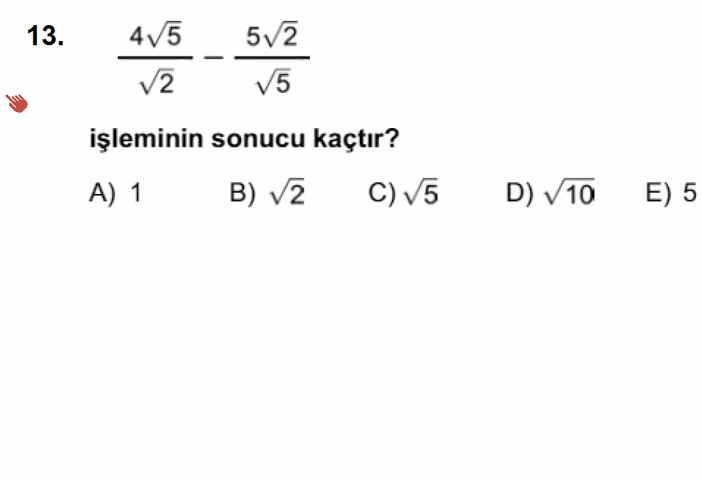 13. 4√5/√2 − 5√2/√5
işleminin sonucu kaçtır?
A) 1 B) √2 C) √5 D) √10 E) 5